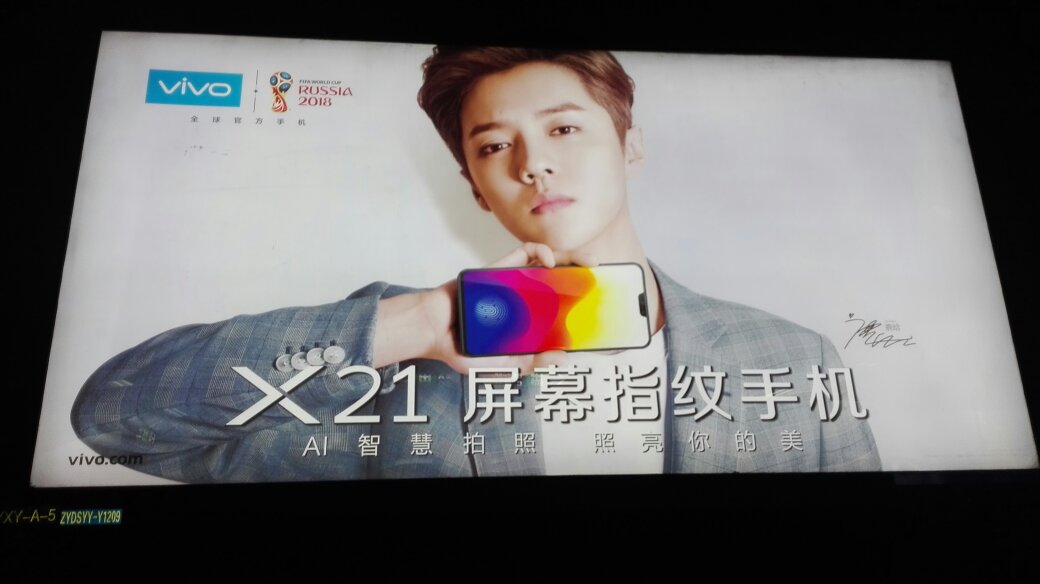 vivo
FIFA WORLD CUP
RUSSIA
2018
全球官方手机
X21 屏幕指纹手机
AI 智慧拍照 照亮你的美
vivo.com
XY-A-5 ZYDSYY-Y1209